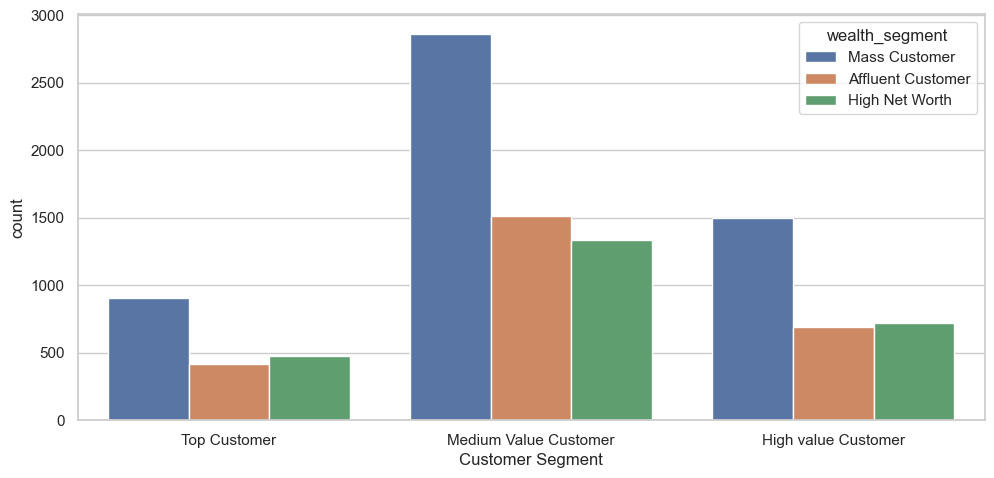 wealth_segment
Mass Customer
Affluent Customer
High Net Worth
3000
2500
2000
1500
1000
500
0
count
Top Customer
Medium Value Customer
High value Customer
Customer Segment